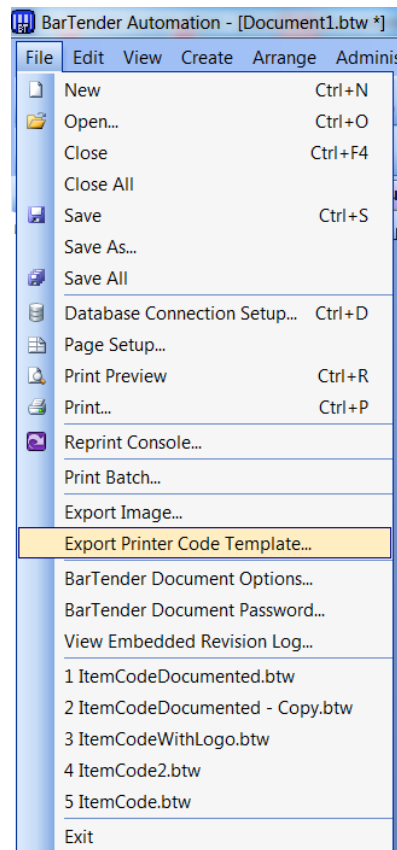 BarTender Automation - [Document1.btw *]
File Edit View Create Arrange
New Ctrl+N
Open... Ctrl+O
Close Ctrl+F4
Close All
Save Ctrl+S
Save As...
Save All
Database Connection Setup... Ctrl+D
Page Setup...
Print Preview Ctrl+R
Print... Ctrl+P
Reprint Console...
Print Batch...
Export Image...
Export Printer Code Template...
BarTender Document Options...
BarTender Document Password...
View Embedded Revision Log...
1 ItemCodeDocumented.btw
2 ItemCodeDocumented - Copy.btw
3 ItemCodeWithLogo.btw
4 ItemCode2.btw
5 ItemCode.btw
Exit